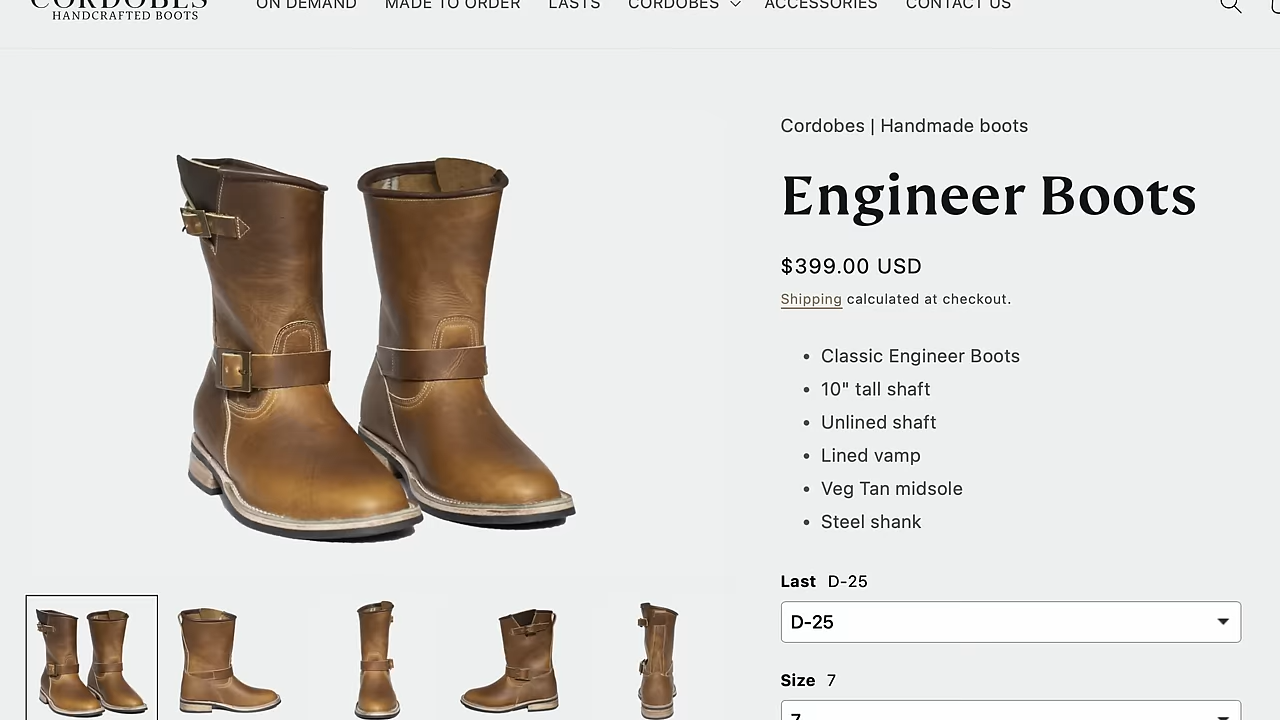 CORDOBES
HANDCRAFTED BOOTS
ON DEMAND
MADE TO ORDER
LASTS
CORDOBES
ACCESSORIES
CONTACT US
Cordobes | Handmade boots
Engineer Boots
$399.00 USD
Shipping calculated at checkout.
• Classic Engineer Boots
• 10" tall shaft
• Unlined shaft
• Lined vamp
• Veg Tan midsole
• Steel shank
Last D-25
D-25
Size 7
7